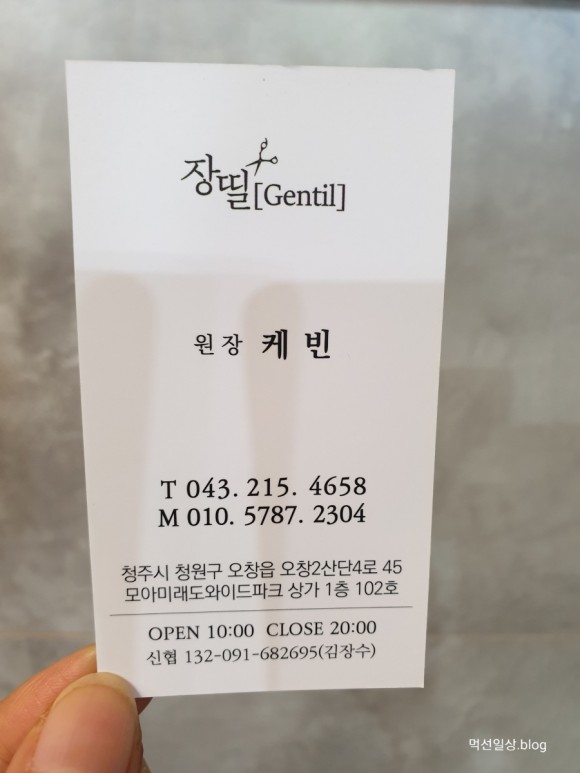 장띨[Gentil]
원장 케빈
T 043. 215. 4658
M 010. 5787. 2304
청주시 청원구 오창읍 오창2산단4로 45
모아미래도와이드파크 상가 1층 102호
OPEN 10:00 CLOSE 20:00
신협 132-091-682695(김장수)
먹선일상.blog